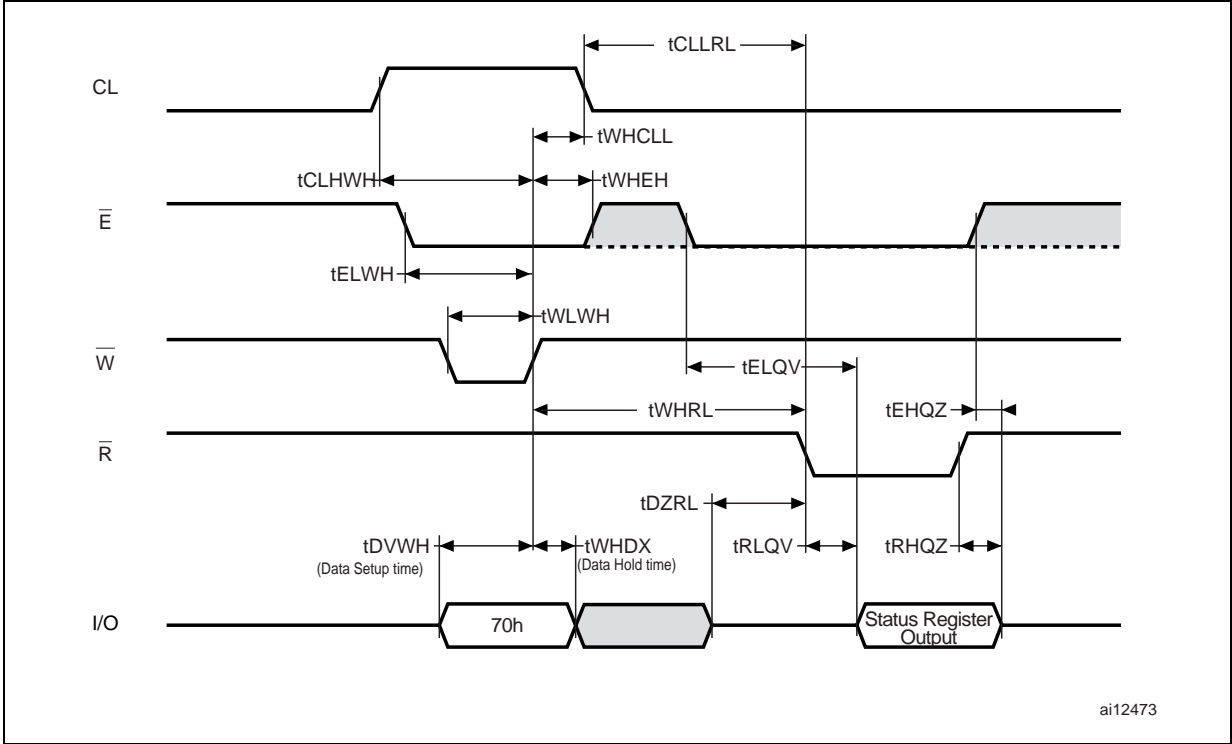 tCLLRL
CL
tWHCLL
tCLHWH
tWHEH
E
tELWH
tWLWH
W
tELQV
tWHRL
tEHQZ
R
tDZRL
tDVWH
(Data Setup time)
tWHDX
(Data Hold time)
tRLQV
tRHQZ
I/O
70h
Status Register
Output
ai12473